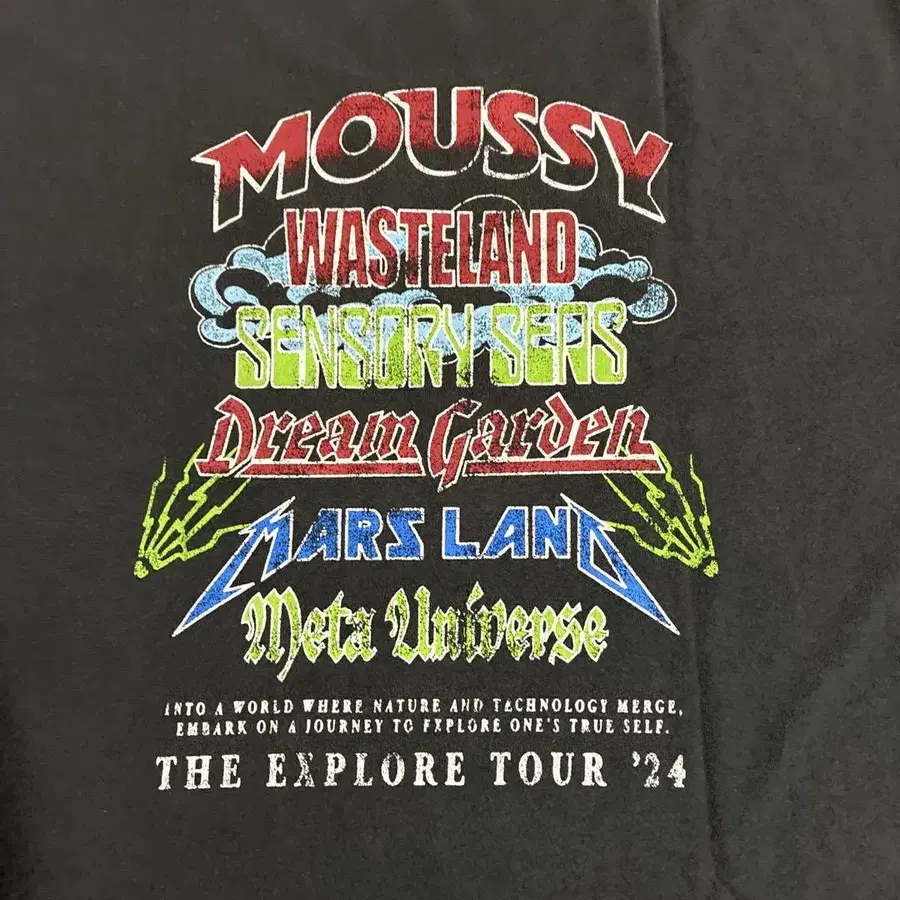 MOUSSY
WASTELAND
SENSORY SEAS
Dream Garden
MARS LAND
Meta Universe
INTO A WORLD WHERE NATURE AND TECHNOLOGY MERGE,
EMBARK ON A JOURNEY TO EXPLORE ONE'S TRUE SELF.
THE EXPLORE TOUR '24